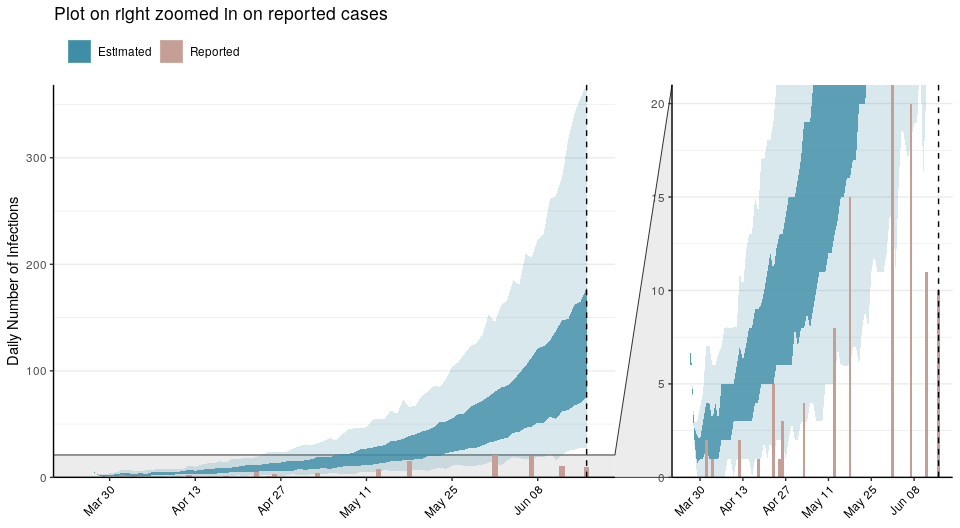 Plot on right zoomed in on reported cases
Estimated Reported
Daily Number of Infections
300
200
100
0
Mar 30 Apr 13 Apr 27 May 11 May 25 Jun 08
20
15
10
5
0
Mar 30 Apr 13 Apr 27 May 11 May 25 Jun 08